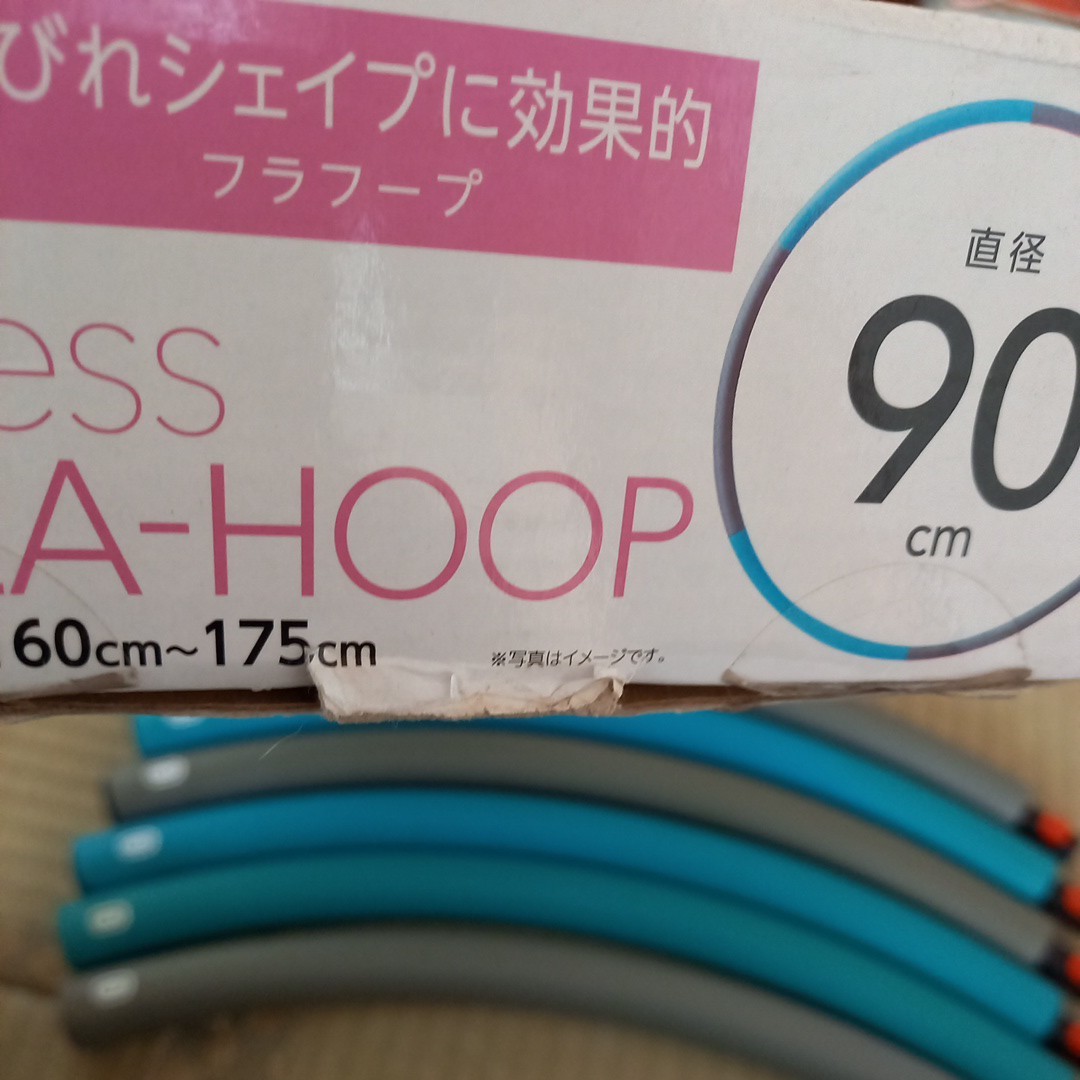 びれシェイプに効果的
フラフープ
ess
LA-HOOP
160cm~175cm
※写真はイメージです。
直径
90
cm